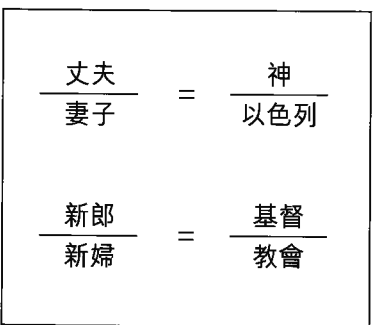 丈夫 = 神
妻子 以色列
新郎 = 基督
新婦 教會